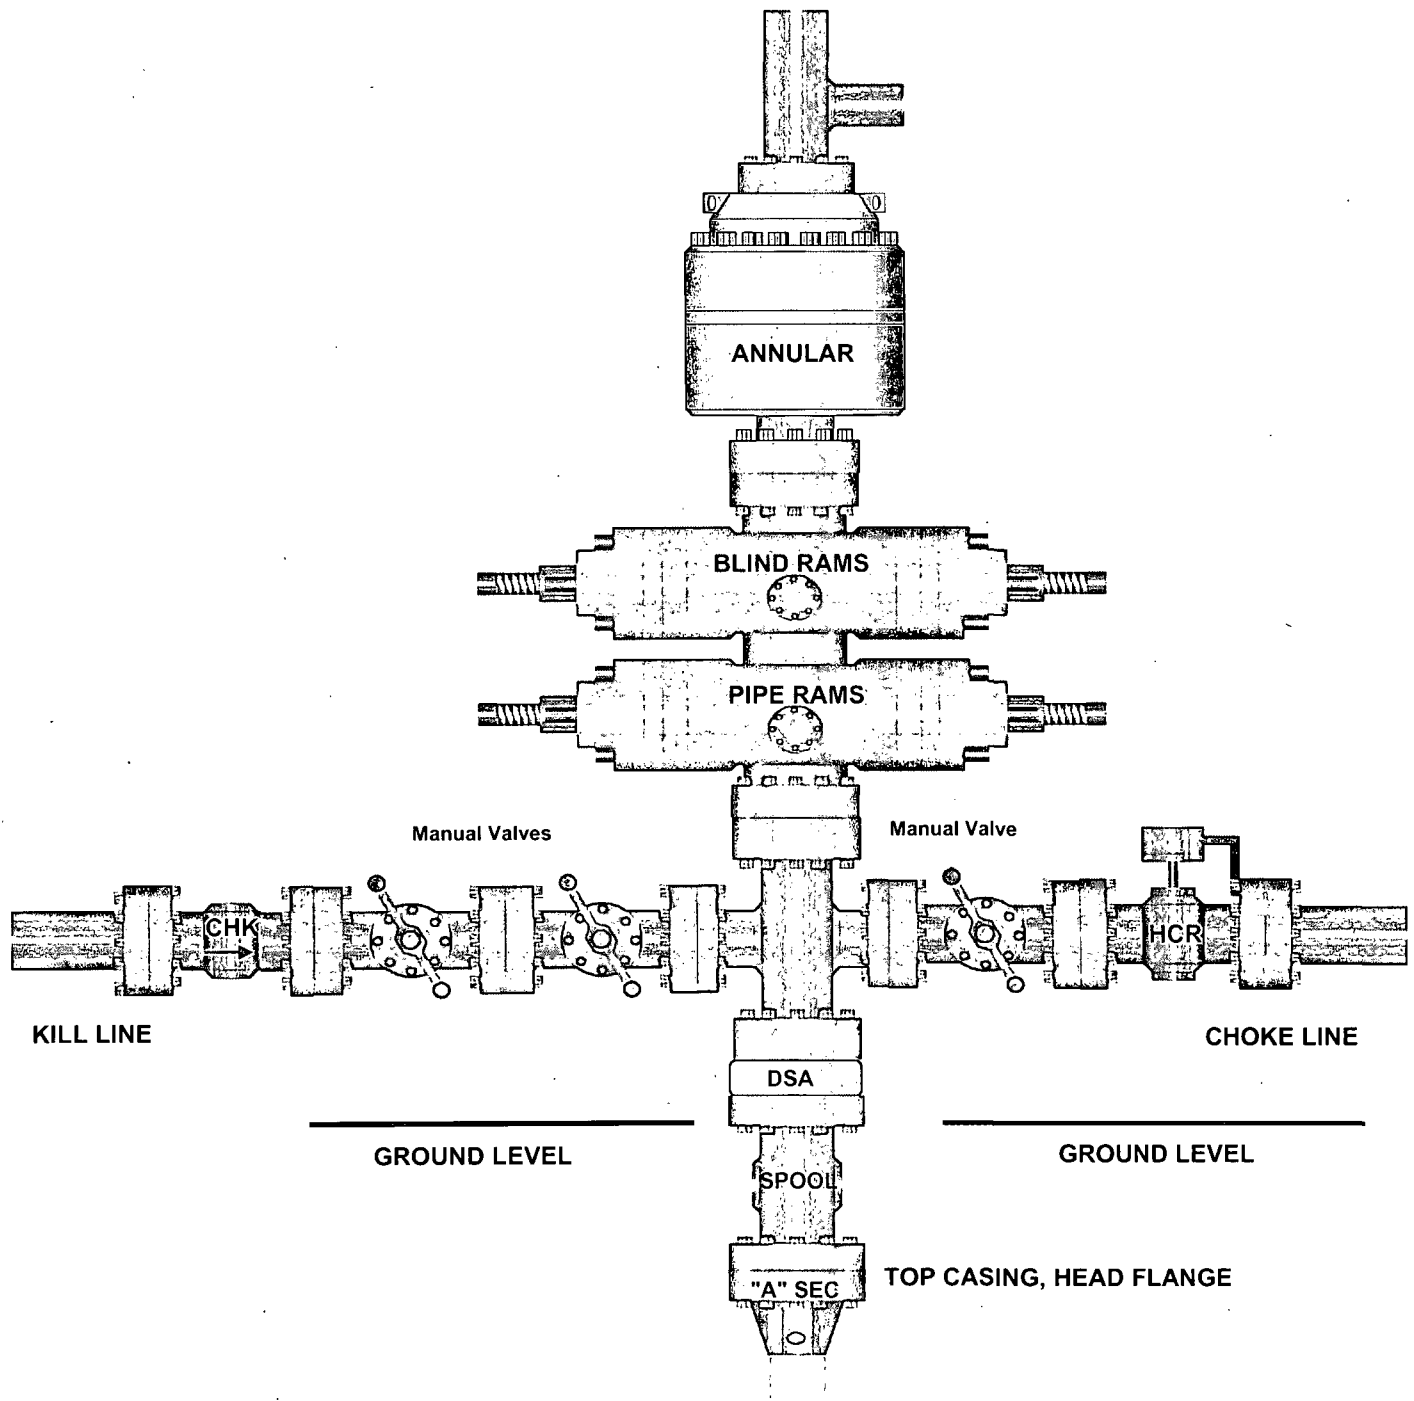 ANNULAR
BLIND RAMS
PIPE RAMS
Manual Valves
Manual Valve
CHK
HCR
KILL LINE
CHOKE LINE
DSA
GROUND LEVEL
GROUND LEVEL
SPOOL
TOP CASING, HEAD FLANGE
"A" SEC